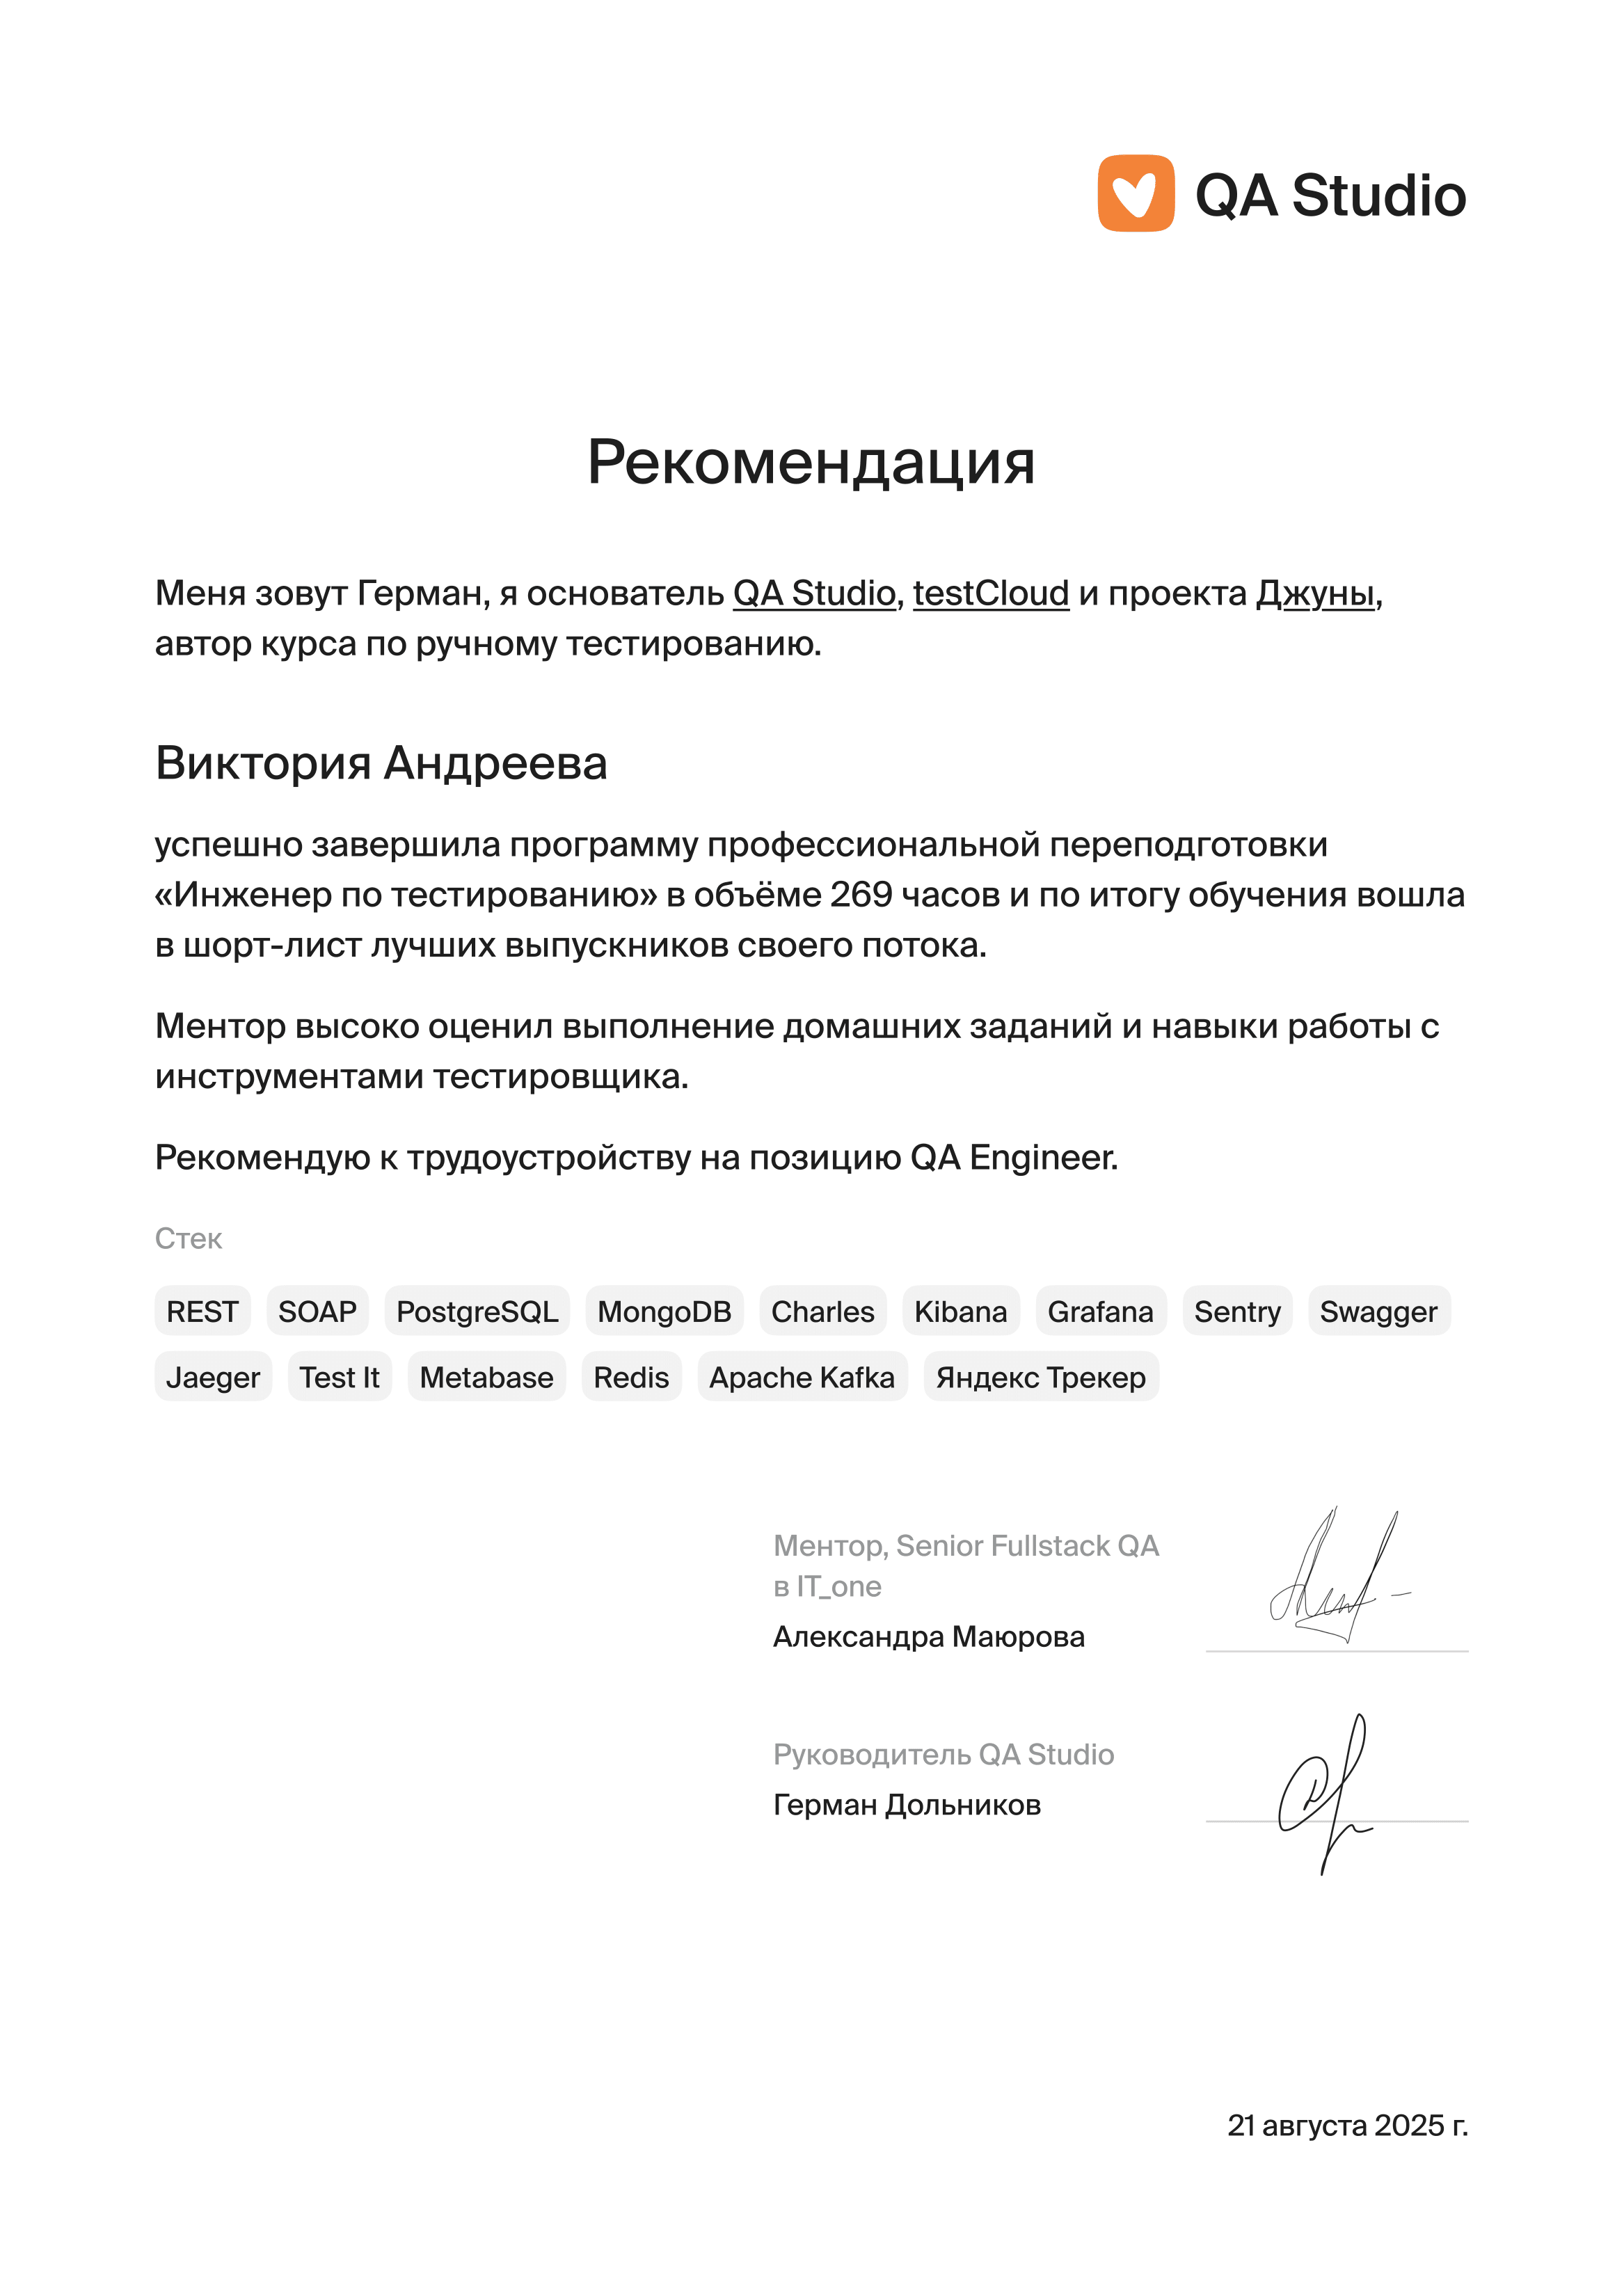 QA Studio
Рекомендация
Меня зовут Герман, я основатель QA Studio, testCloud и проекта Джуны,
автор курса по ручному тестированию.
Виктория Андреева
успешно завершила программу профессиональной переподготовки
«Инженер по тестированию» в объёме 269 часов и по итогу обучения вошла
в шорт-лист лучших выпускников своего потока.
Ментор высоко оценил выполнение домашних заданий и навыки работы с
инструментами тестировщика.
Рекомендую к трудоустройству на позицию QA Engineer.
Стек
REST SOAP PostgreSQL MongoDB Charles Kibana Grafana Sentry Swagger
Jaeger Test It Metabase Redis Apache Kafka Яндекс Трекер
Ментор, Senior Fullstack QA
в IT_one
Александра Маюрова
Руководитель QA Studio
Герман Дольников
21 августа 2025 г.